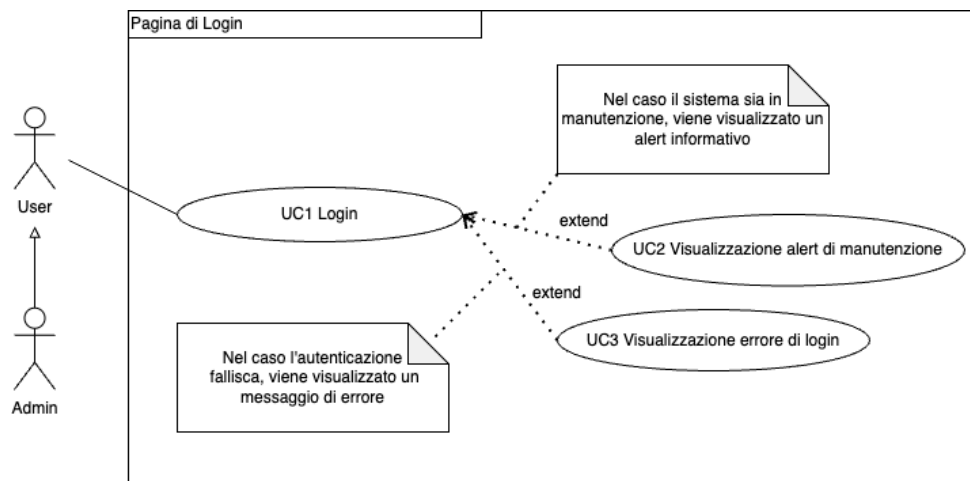 Pagina di Login
Nel caso il sistema sia in
manutenzione, viene visualizzato un
alert informativo
User
UC1 Login
extend
UC2 Visualizzazione alert di manutenzione
extend
UC3 Visualizzazione errore di login
Nel caso l'autenticazione
fallisca, viene visualizzato un
messaggio di errore
Admin